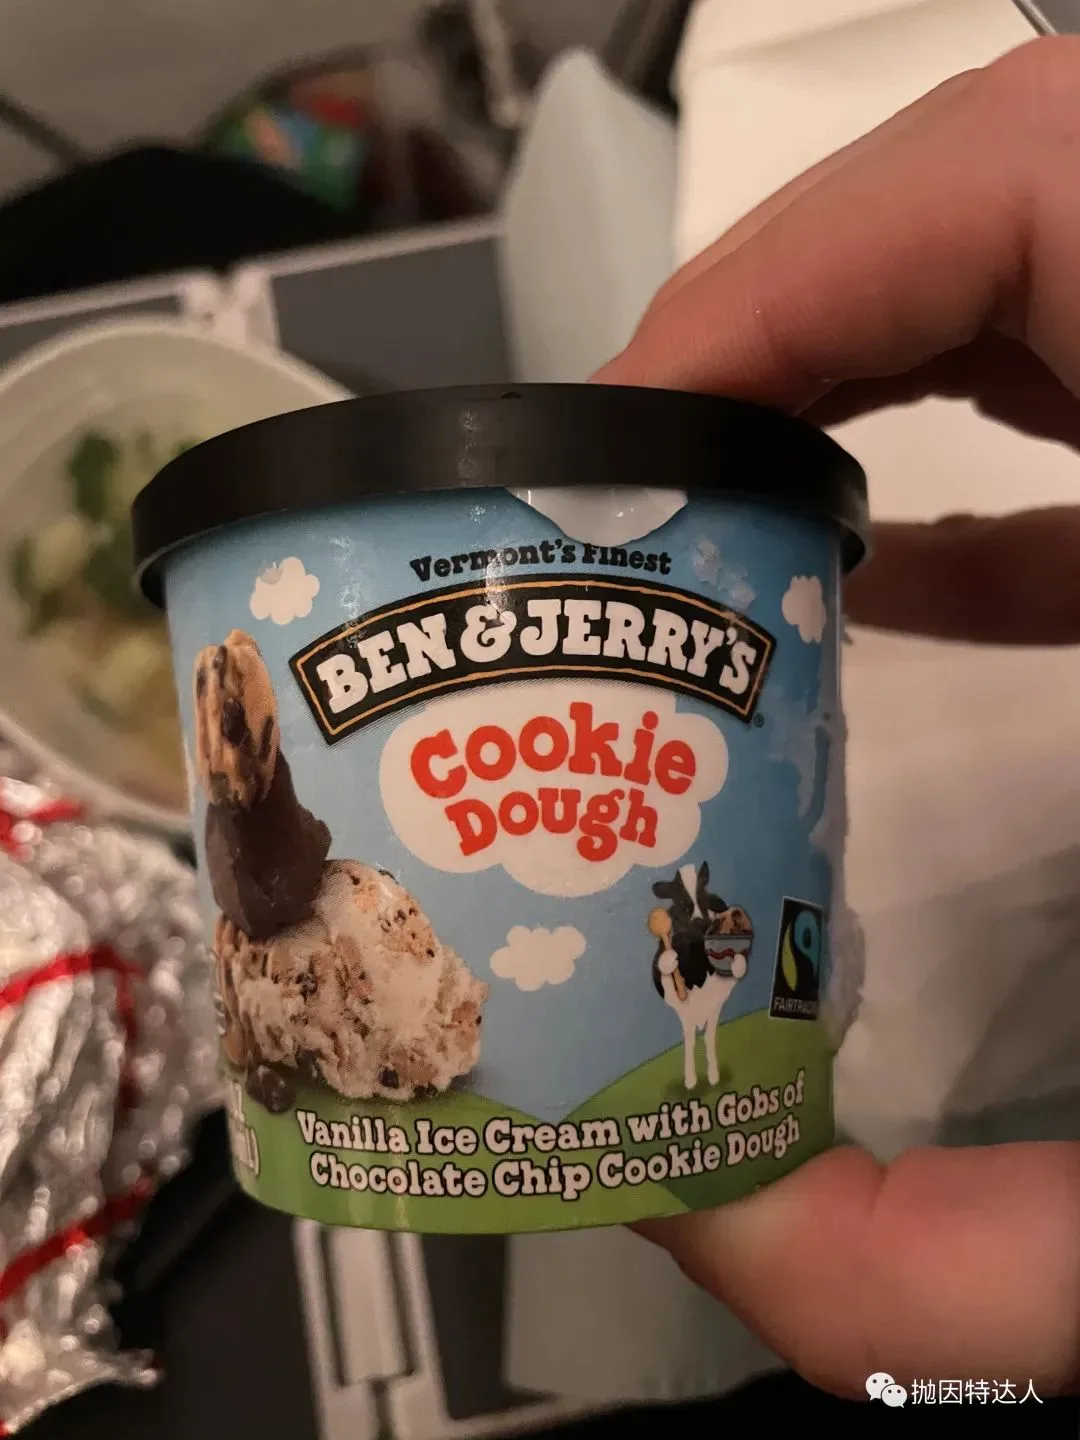 Vermont's Finest
BEN & JERRY'S
Cookie
Dough
FAIRTRADE
Vanilla Ice Cream with Gobs of
Chocolate Chip Cookie Dough
抛因特达人